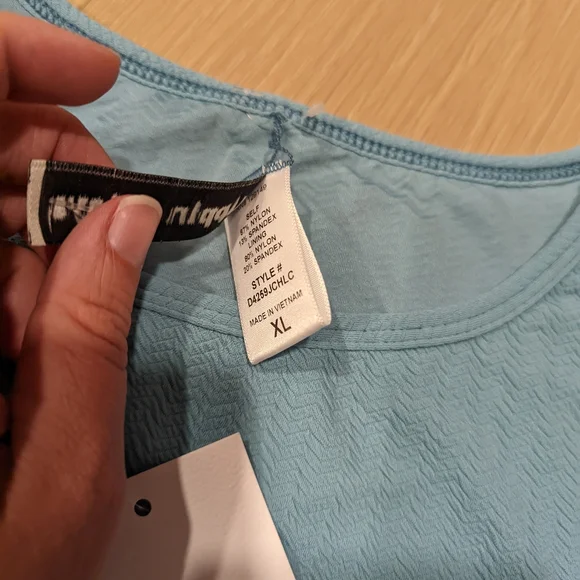 SELF
87% NYLON
13% SPANDEX
LINING
80% NYLON
20% SPANDEX
STYLE #
D4259JCHLC
MADE IN VIETNAM
XL